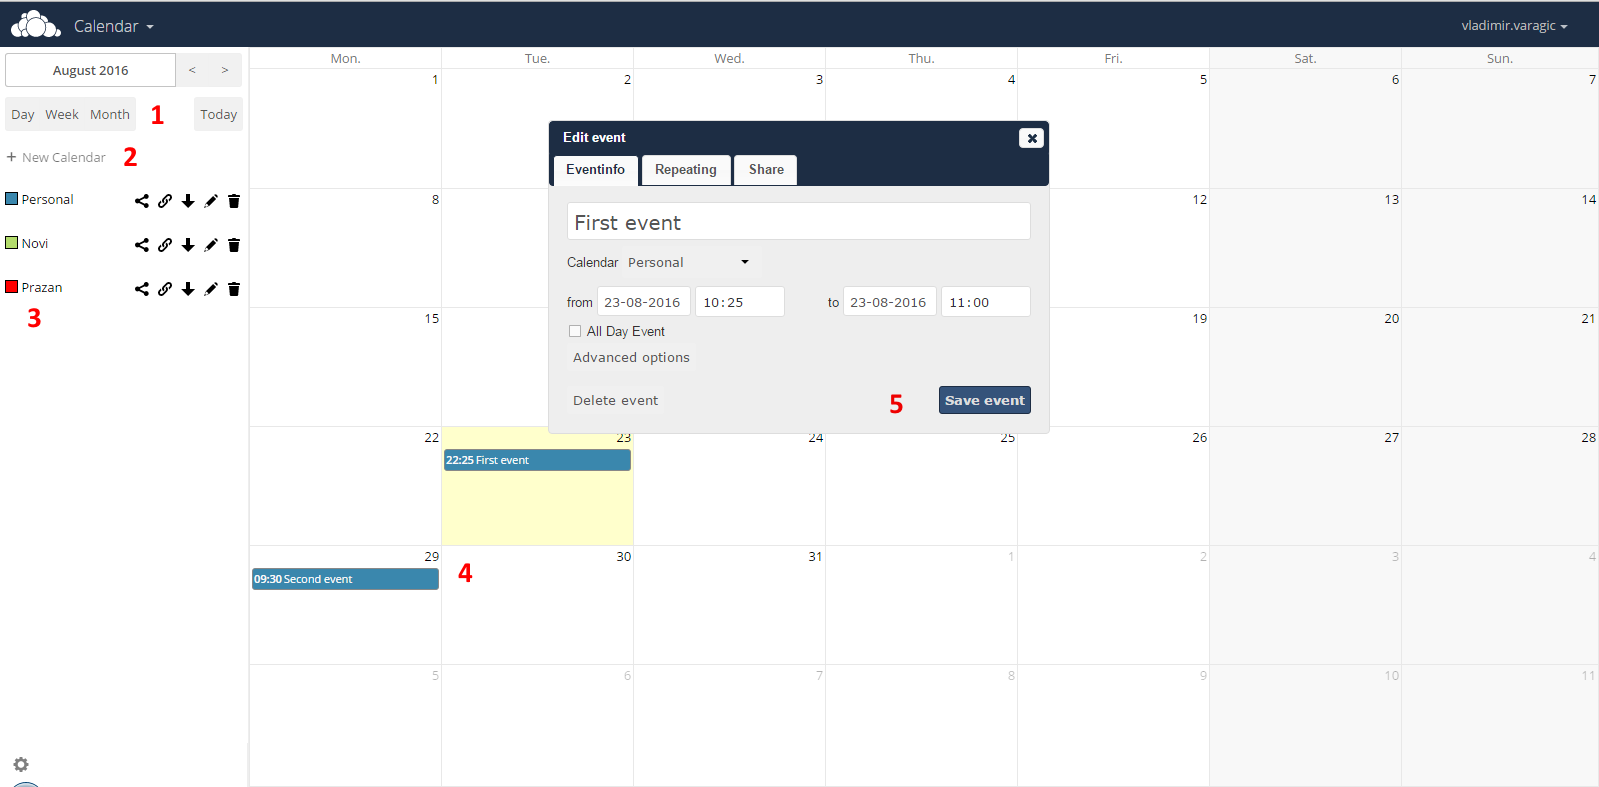 Calendar
vladimir.varagic
August 2016 < >
Day Week Month 1 Today
+ New Calendar 2
Personal
Novi
Prazan
3
Mon. Tue. Wed. Thu. Fri. Sat. Sun.
1 2 3 4 5 6 7
Edit event
Eventinfo Repeating Share
8 12 13 14
First event
Calendar Personal
from 23-08-2016 10:25 to 23-08-2016 11:00
15 19 20 21
All Day Event
Advanced options
Delete event 5 Save event
22 23 24 25 26 27 28
22:25 First event
29 30 31 1 2 3 4
09:30 Second event 4
5 6 7 8 9 10 11